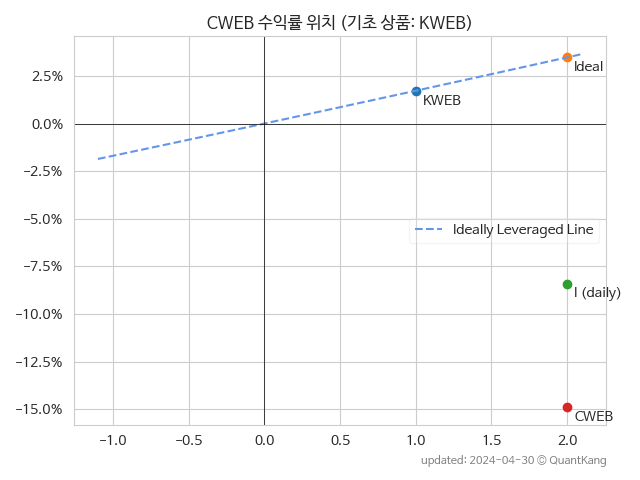 CWEB 수익률 위치 (기초 상품: KWEB)
2.5%
0.0%
−2.5%
−5.0%
−7.5%
−10.0%
−12.5%
−15.0%
Ideal
KWEB
Ideally Leveraged Line
I (daily)
CWEB
−1.0 −0.5 0.0 0.5 1.0 1.5 2.0
updated: 2024-04-30 © QuantKang